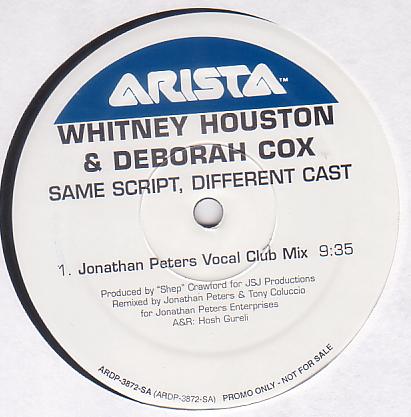 ARISTA™
WHITNEY HOUSTON
& DEBORAH COX
SAME SCRIPT, DIFFERENT CAST
1. Jonathan Peters Vocal Club Mix 9:35
Produced by "Shep" Crawford for JSJ Productions
Remixed by Jonathan Peters & Tony Coluccio
for Jonathan Peters Enterprises
A&R: Hosh Gureli
ARDP-3872-SA (ARDP-3872-SA) PROMO ONLY - NOT FOR SALE